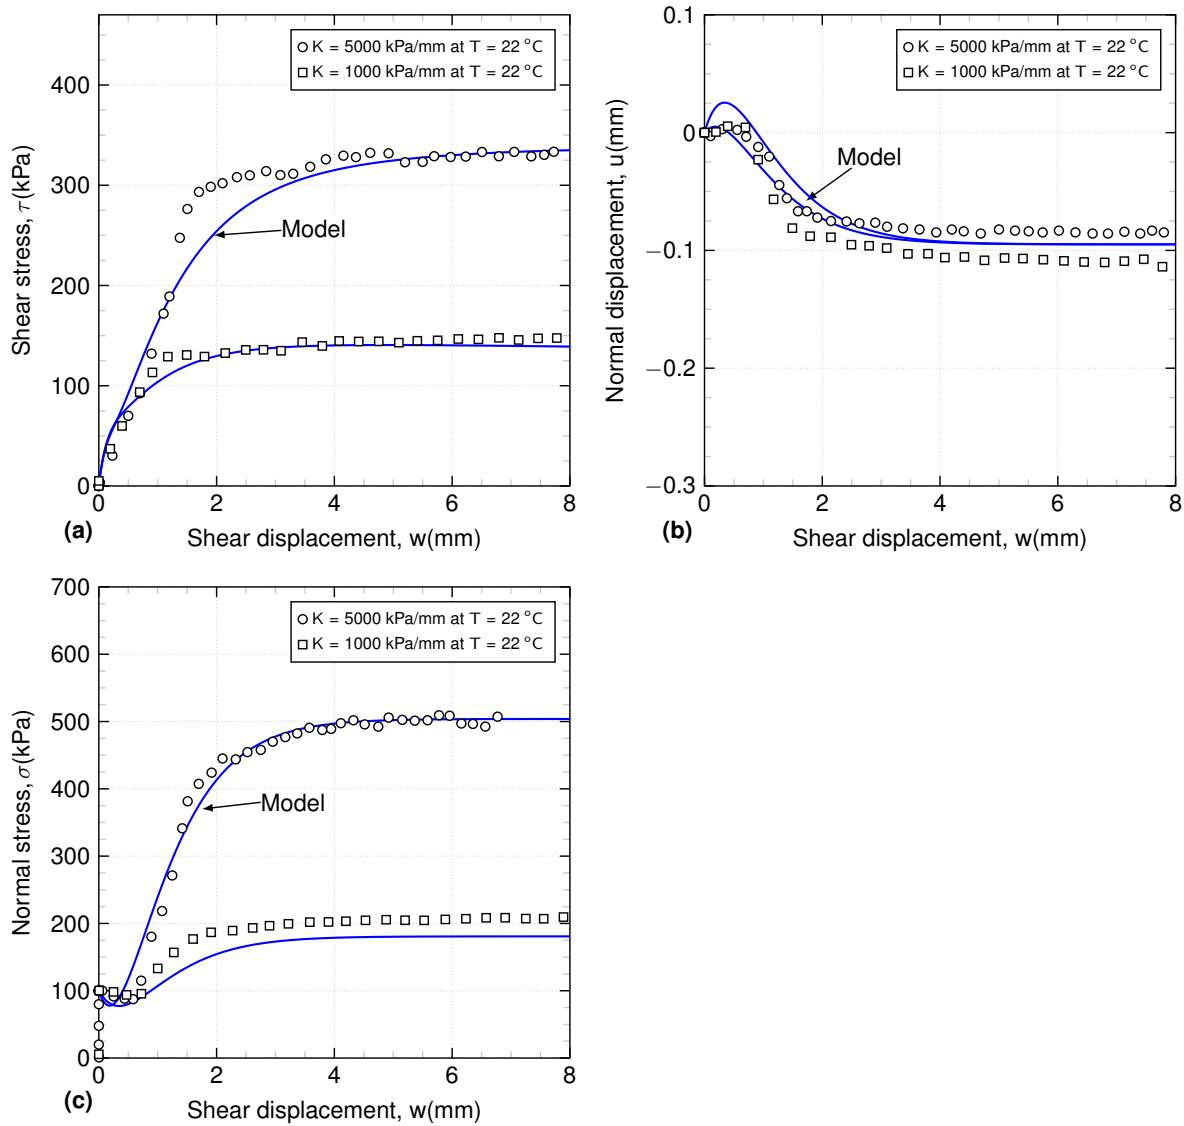 K = 5000 kPa/mm at T = 22 °C
K = 1000 kPa/mm at T = 22 °C
400
300
200
100
0
Shear stress, τ(kPa)
Model
0 2 4 6 8
(a)
Shear displacement, w(mm)
K = 5000 kPa/mm at T = 22 °C
K = 1000 kPa/mm at T = 22 °C
0.1
0
−0.1
−0.2
−0.3
Normal displacement, u(mm)
Model
0 2 4 6 8
(b)
Shear displacement, w(mm)
K = 5000 kPa/mm at T = 22 °C
K = 1000 kPa/mm at T = 22 °C
700
600
500
400
300
200
100
0
Normal stress, σ(kPa)
Model
0 2 4 6 8
(c)
Shear displacement, w(mm)